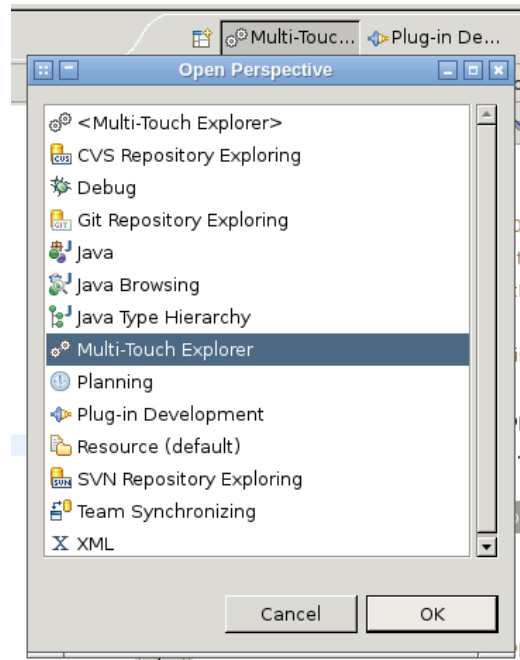 Multi-Touc... Plug-in De...
Open Perspective
<Multi-Touch Explorer>
CVS Repository Exploring
Debug
Git Repository Exploring
Java
Java Browsing
Java Type Hierarchy
Multi-Touch Explorer
Planning
Plug-in Development
Resource (default)
SVN Repository Exploring
Team Synchronizing
XML
Cancel OK